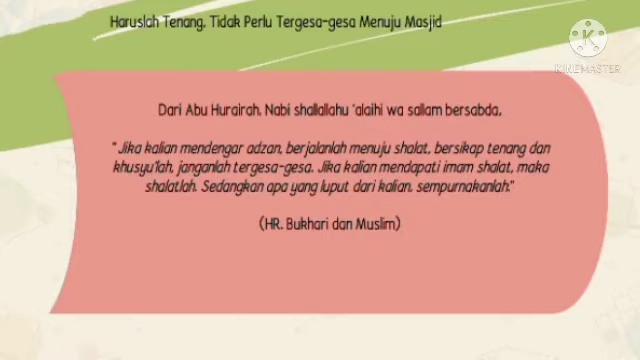 Haruslah Tenang, Tidak Perlu Tergesa-gesa Menuju Masjid
KINEMASTER
Dari Abu Hurairah, Nabi shallallahu 'alaihi wa sallam bersabda,
"Jika kalian mendengar adzan, berjalanlah menuju shalat, bersikap tenang dan
khusyu'lah, janganlah tergesa-gesa. Jika kalian mendapati imam shalat, maka
shalatlah. Sedangkan apa yang luput dari kalian, sempurnakanlah."
(HR. Bukhari dan Muslim)